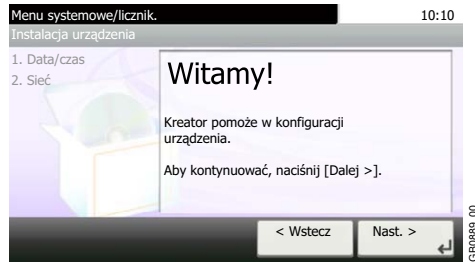 Menu systemowe/licznik.
10:10
Instalacja urządzenia
1. Data/czas
2. Sieć
Witamy!
Kreator pomoże w konfiguracji
urządzenia.
Aby kontynuować, naciśnij [Dalej >].
< Wstecz
Nast. >
GB0889_00